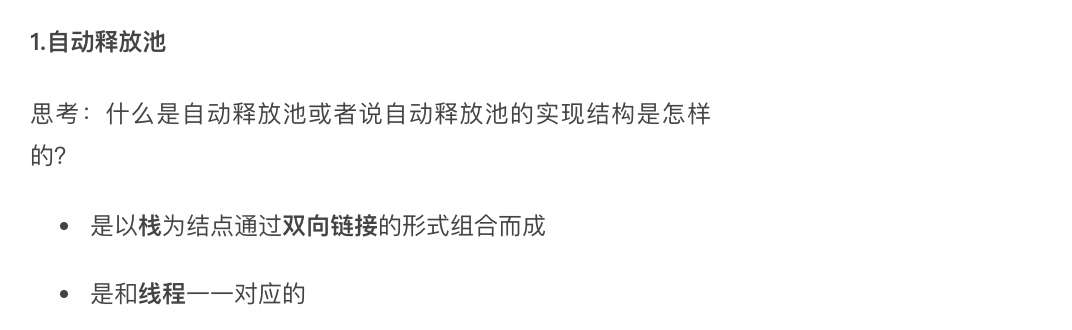 1.自动释放池
思考：什么是自动释放池或者说自动释放池的实现结构是怎样
的？
• 是以栈为结点通过双向链接的形式组合而成
• 是和线程一一对应的